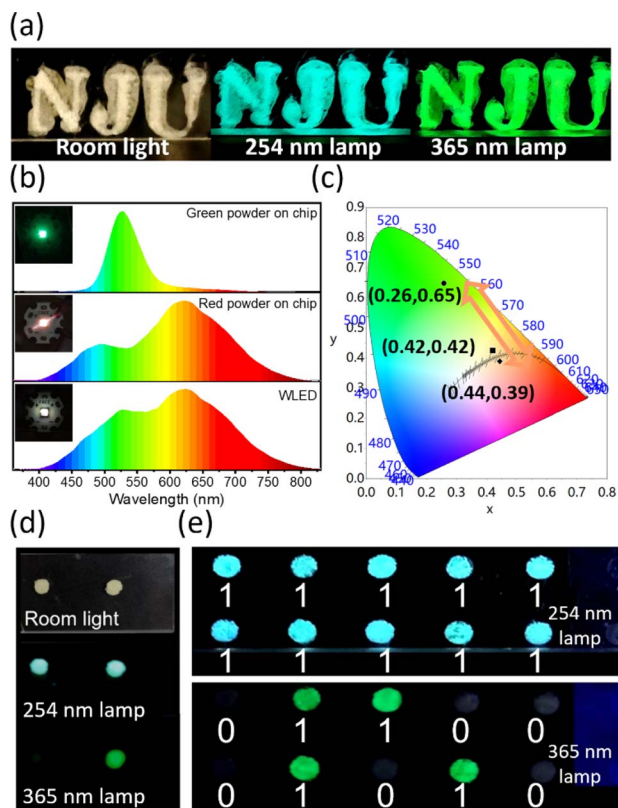 (a)
NJU NJU NJU
Room light 254 nm lamp 365 nm lamp
(b)
Green powder on chip
Red powder on chip
WLED
400 450 500 550 600 650 700 750 800
Wavelength (nm)
(c)
0.9
0.8
0.7
0.6
0.5
0.4
0.3
0.2
0.1
0.0
y
0.0 0.1 0.2 0.3 0.4 0.5 0.6 0.7 0.8
x
520
530
540
550
560
570
580
590
600
610
620
510
500
490
480
470
(0.26,0.65)
(0.42,0.42)
(0.44,0.39)
(d)
Room light
254 nm lamp
365 nm lamp
(e)
1 1 1 1 1
254 nm
lamp
1 1 1 1 1
0 1 1 0 0
365 nm
lamp
0 1 0 1 0